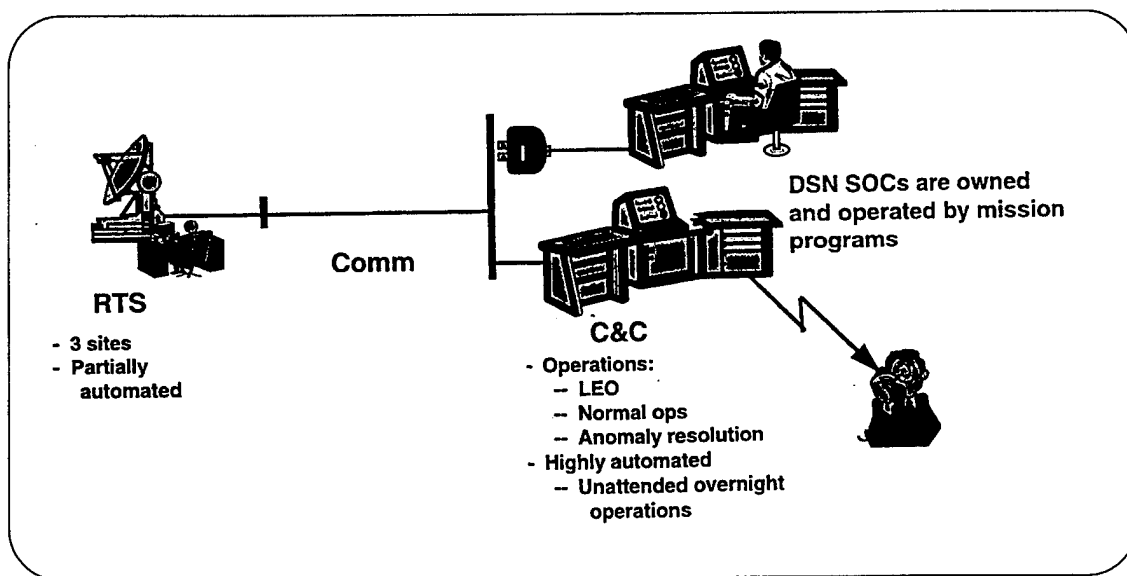 DSN SOCs are owned
and operated by mission
programs
Comm
RTS
- 3 sites
- Partially
automated
C&C
- Operations:
-- LEO
-- Normal ops
-- Anomaly resolution
- Highly automated
-- Unattended overnight
operations